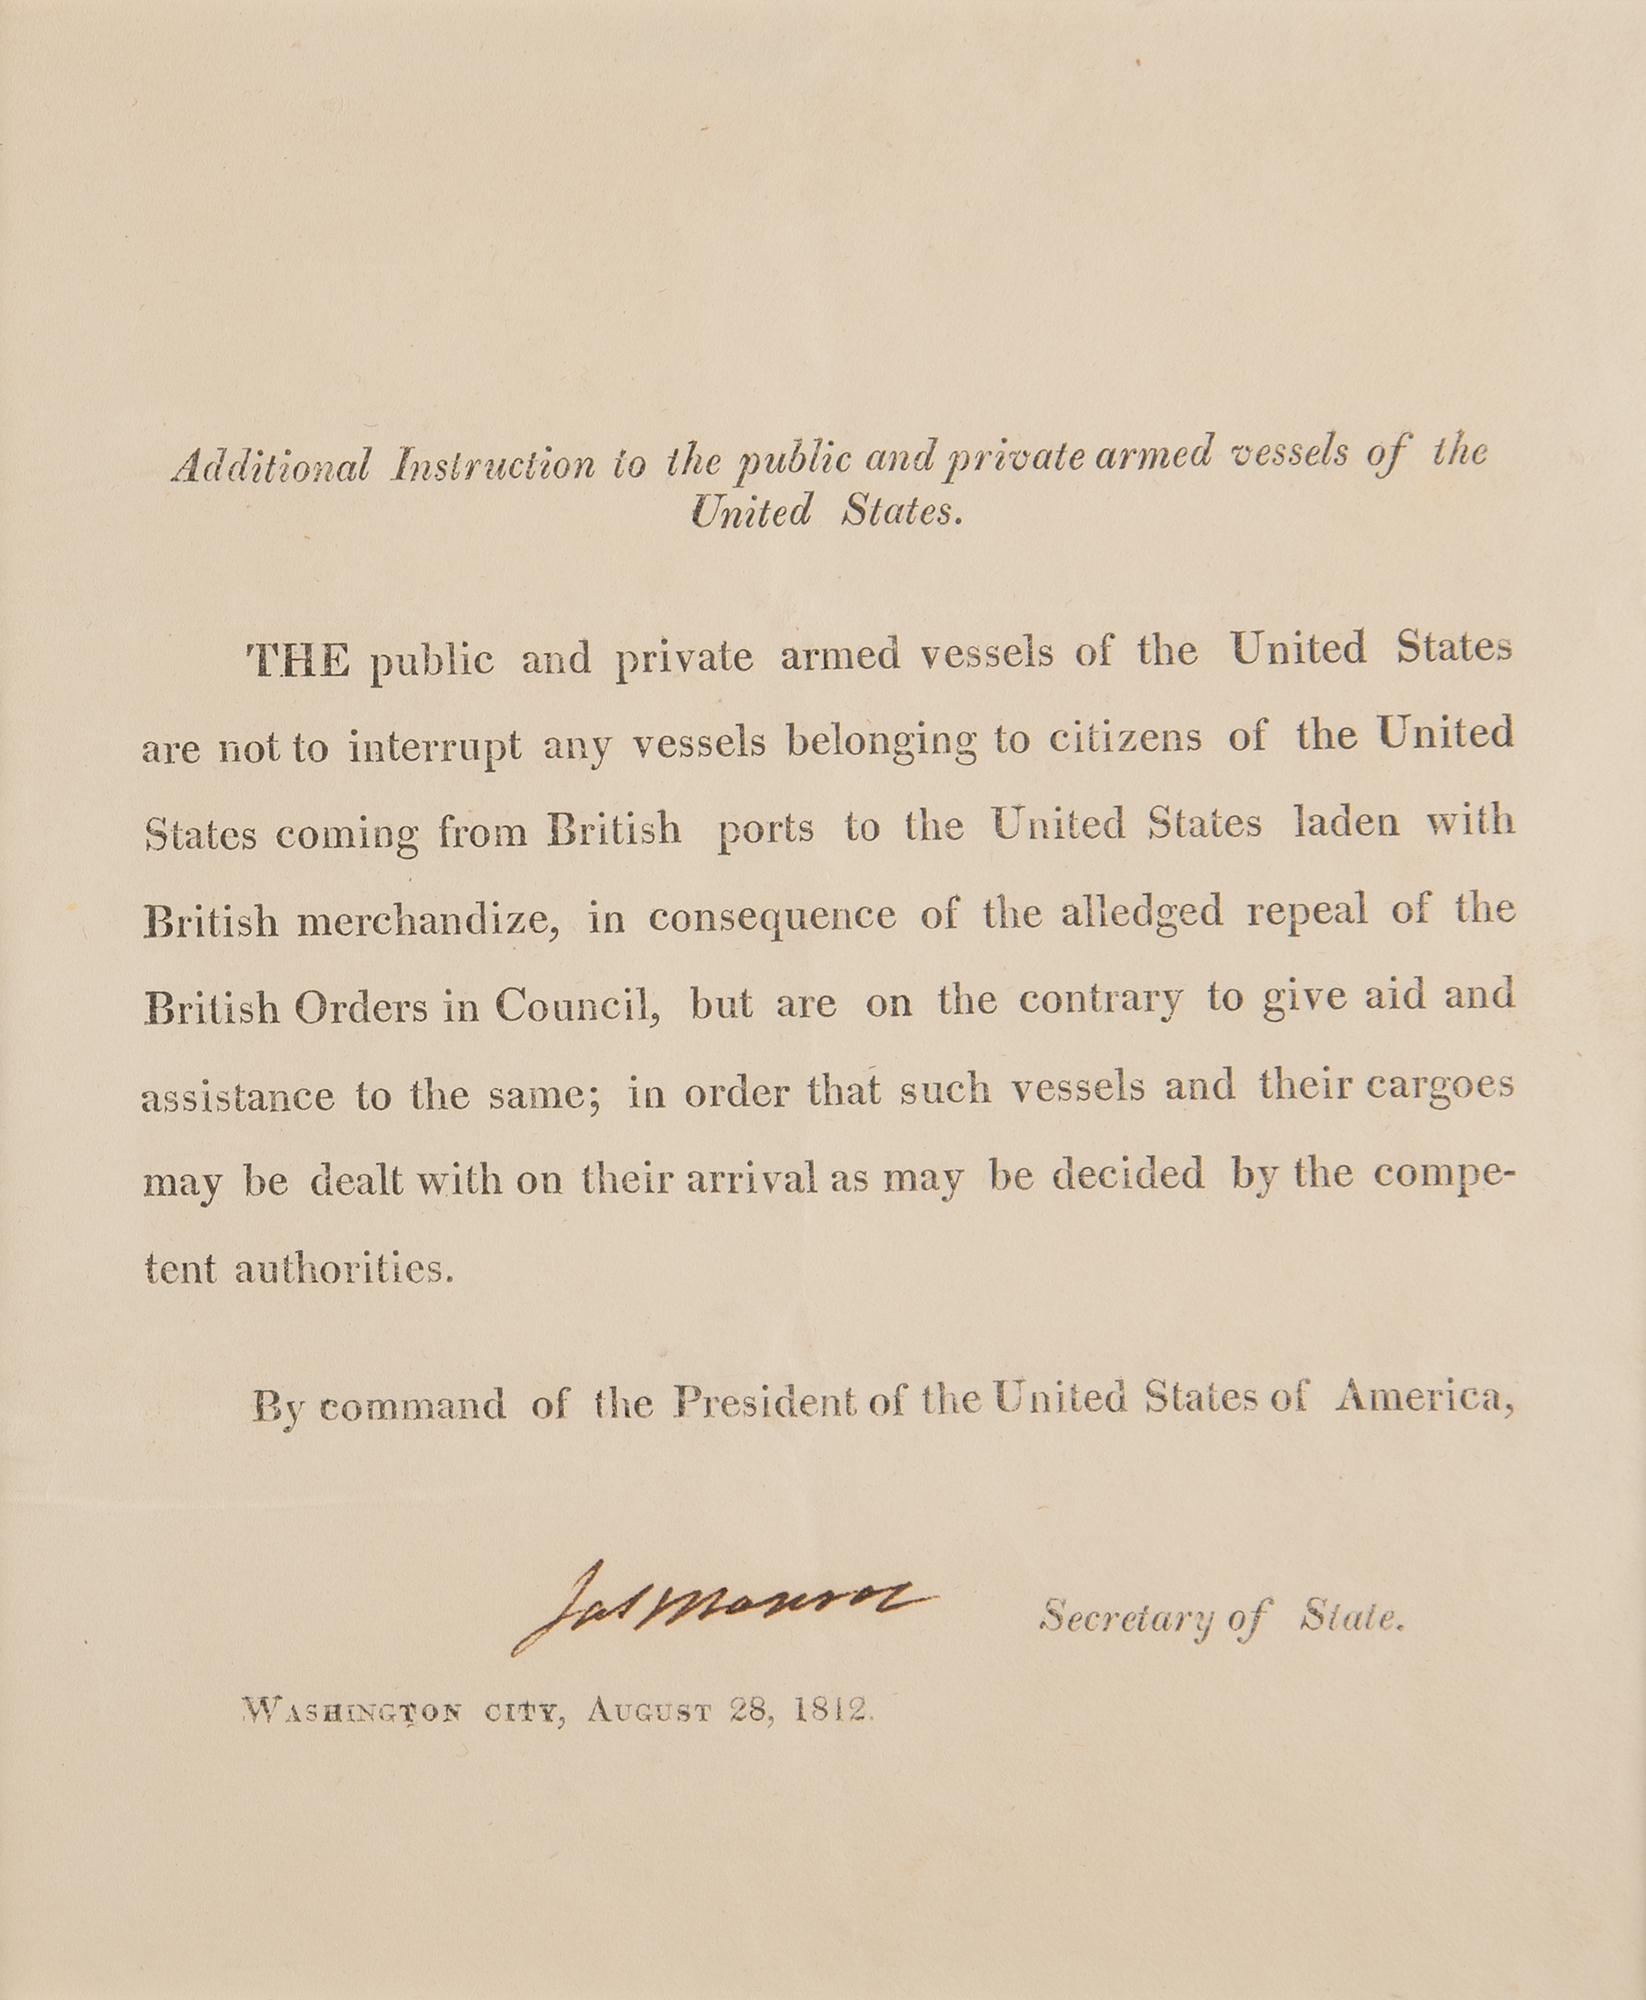 Additional Instruction to the public and private armed vessels of the
United States.
THE public and private armed vessels of the United States
are not to interrupt any vessels belonging to citizens of the United
States coming from British ports to the United States laden with
British merchandize, in consequence of the alledged repeal of the
British Orders in Council, but are on the contrary to give aid and
assistance to the same; in order that such vessels and their cargoes
may be dealt with on their arrival as may be decided by the compe-
tent authorities.
By command of the President of the United States of America,
Jas Monroe Secretary of State.
WASHINGTON CITY, AUGUST 28, 1812.